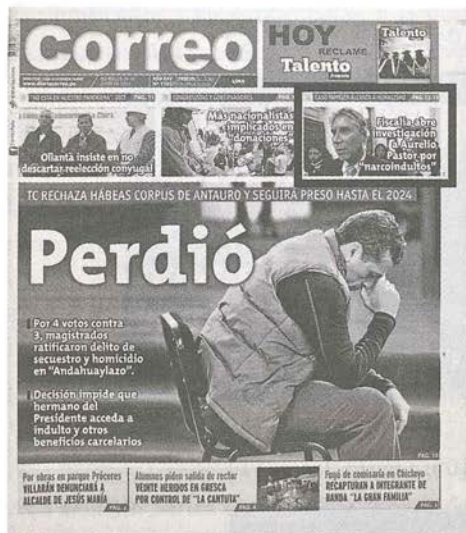 Correo
LIMA
HOY
RECLAME
Talento
Talento
CONGRESISTAS Y GOBERNADORES
Ollanta insiste en no
descartar reelección conyugal
Más nacionalistas
implicados en
"donaciones"
Fiscalía abre
investigación
a Aurelio
Pastor por
"narcoindultos"
TC RECHAZA HÁBEAS CORPUS DE ANTAURO Y SEGUIRÁ PRESO HASTA EL 2024
Perdió
Por 4 votos contra
3, magistrados
ratificaron delito de
secuestro y homicidio
en "Andahuaylazo".
Decisión impide que
hermano del
Presidente acceda a
indulto y otros
beneficios carcelarios
Por obras en parque Próceres
VILLARÁN DENUNCIARÁ A
ALCALDE DE JESÚS MARÍA
Alumnos piden salida de rector
VEINTE HERIDOS EN GRESCA
POR CONTROL DE "LA CANTUTA"
Fugó de comisaría en Chiclayo
RECAPTURAN A INTEGRANTE DE
BANDA "LA GRAN FAMILIA"